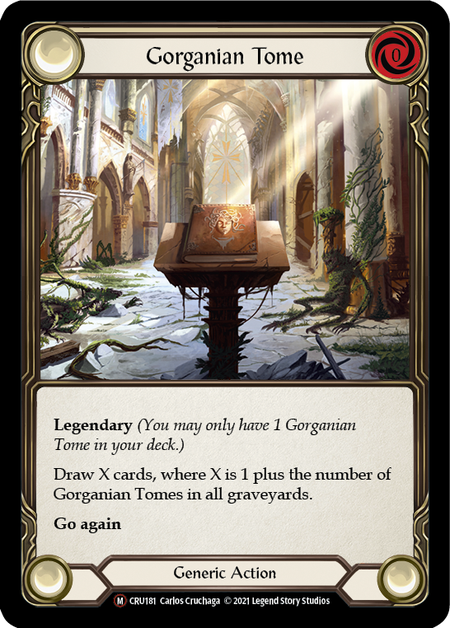 Gorganian Tome
0
Legendary (You may only have 1 Gorganian
Tome in your deck.)
Draw X cards, where X is 1 plus the number of
Gorganian Tomes in all graveyards.
Go again
Generic Action
M CRU181 Carlos Cruchaga © 2021 Legend Story Studios